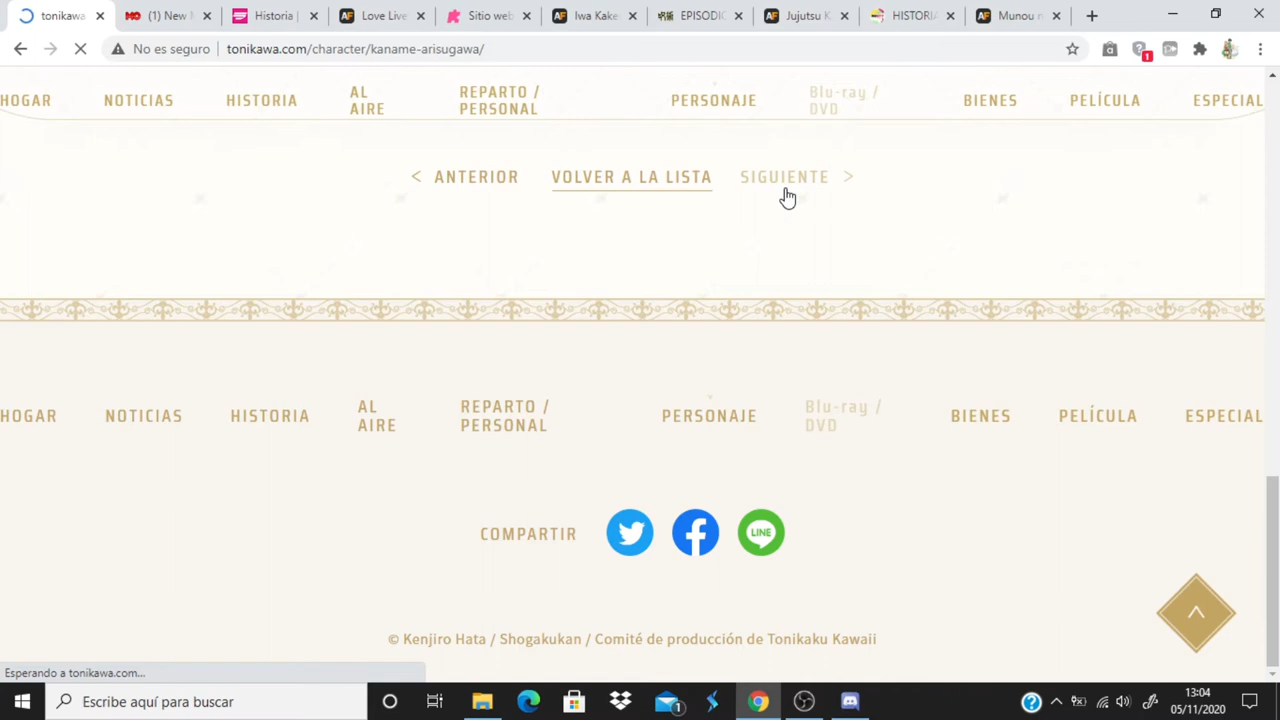 tonikawa
(1) New M
Historia |
Love Live
Sitio web
Iwa Kake
EPISODIO
Jujutsu K
HISTORIA
Munou n
No es seguro
tonikawa.com/character/kaname-arisugawa/
1
HOGAR
NOTICIAS
HISTORIA
AL
AIRE
REPARTO /
PERSONAL
PERSONAJE
Blu-ray /
DVD
BIENES
PELÍCULA
ESPECIAL
< ANTERIOR
VOLVER A LA LISTA
SIGUIENTE >
HOGAR
NOTICIAS
HISTORIA
AL
AIRE
REPARTO /
PERSONAL
PERSONAJE
Blu-ray /
DVD
BIENES
PELÍCULA
ESPECIAL
COMPARTIR
LINE
© Kenjiro Hata / Shogakukan / Comité de producción de Tonikaku Kawaii
Esperando a tonikawa.com...
Escribe aquí para buscar
1
13:04
05/11/2020